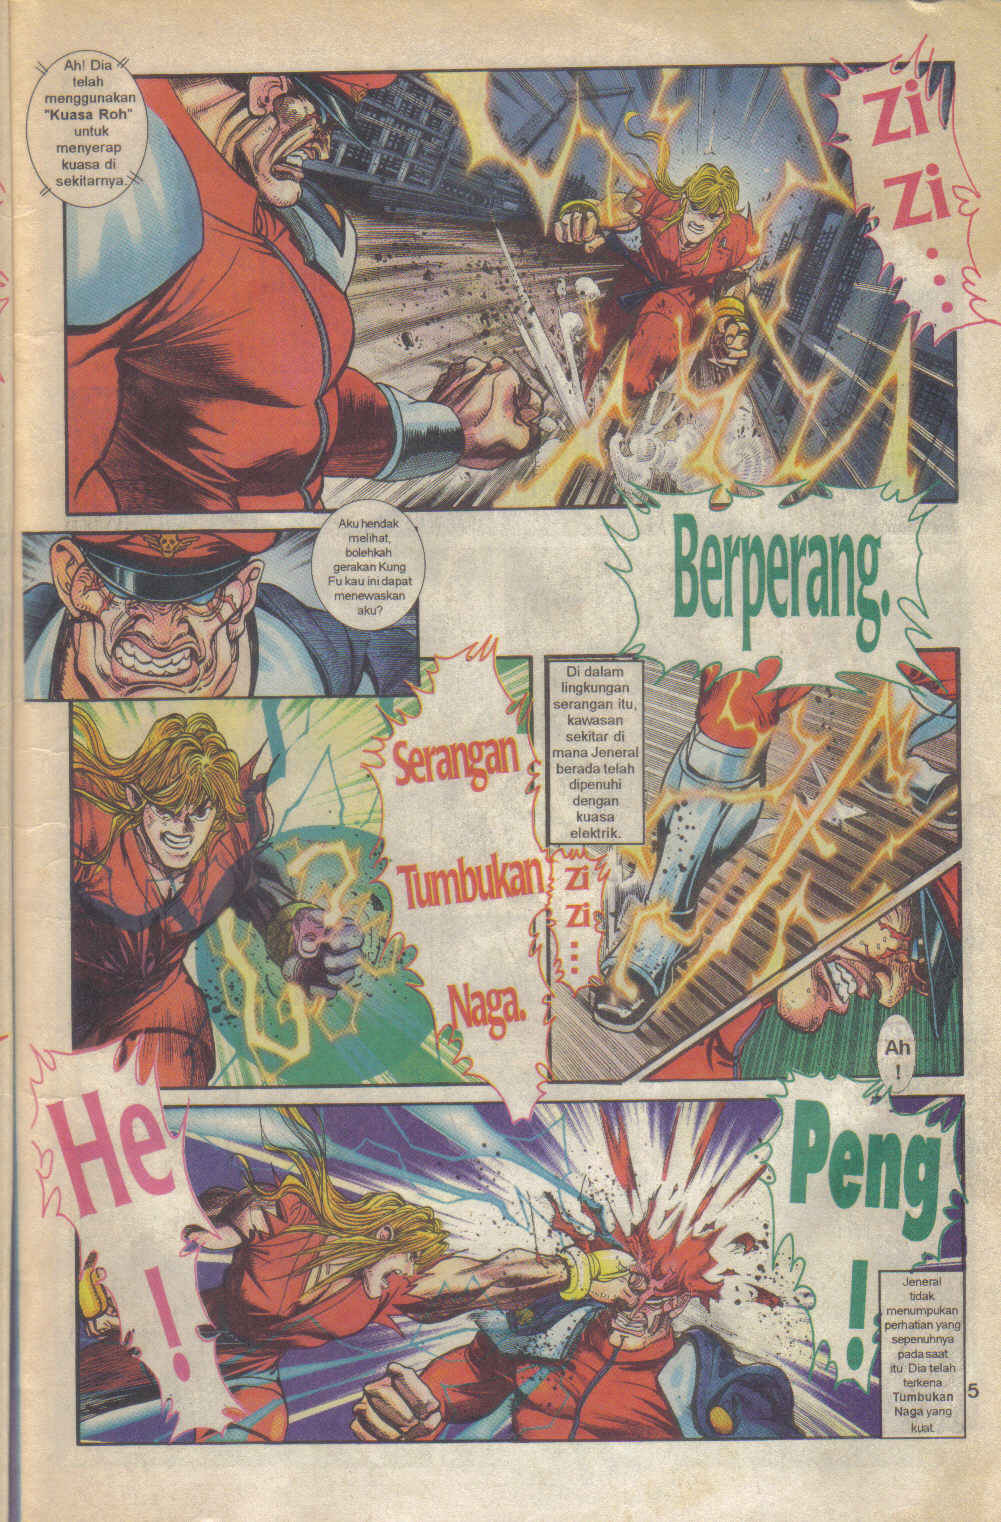 Ah! Dia
telah
menggunakan
"Kuasa Roh"
untuk
menyerap
kuasa di
sekitarnya.
Zi
Zi...
Aku hendak
melihat,
bolehkah
gerakan Kung
Fu kau ini dapat
menewaskan
aku?
Berperang.
Serangan
Tumbukan
Naga.
Di dalam
lingkungan
serangan itu,
kawasan
sekitar di
mana Jeneral
berada telah
dipenuhi
dengan
kuasa
elektrik.
Zi
Zi...
Ah
!
He
!
Peng
!
Jeneral
tidak
menumpukan
perhatian yang
sepenuhnya
pada saat
itu. Dia telah
terkena
Tumbukan
Naga yang
kuat.
5